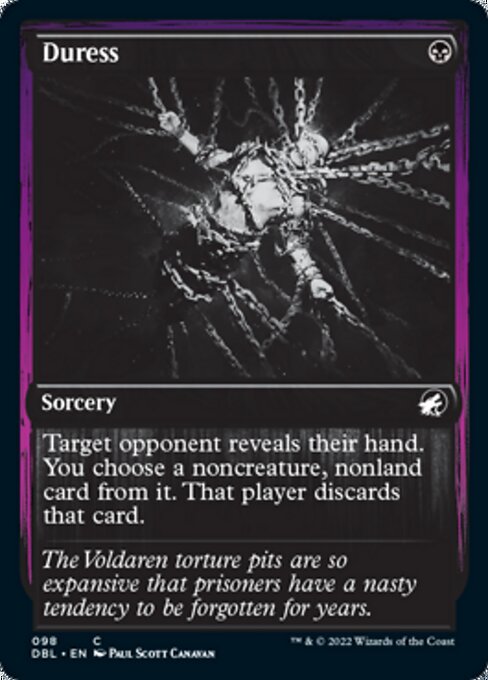 Duress
Sorcery
Target opponent reveals their hand.
You choose a noncreature, nonland
card from it. That player discards
that card.
The Voldaren torture pits are so
expansive that prisoners have a nasty
tendency to be forgotten for years.
098 C
DBL • EN Paul Scott Canavan
™ & © 2022 Wizards of the Coast